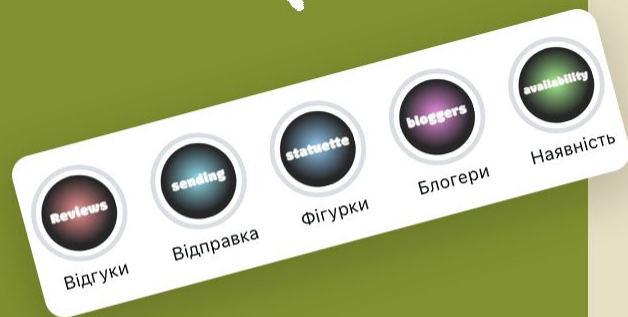 Reviews
Відгуки
sending
Відправка
statuette
Фігурки
bloggers
Блогери
availability
Наявність